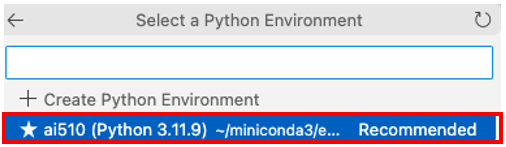 Select a Python Environment
Create Python Environment
ai510 (Python 3.11.9) ~/miniconda3/e... Recommended